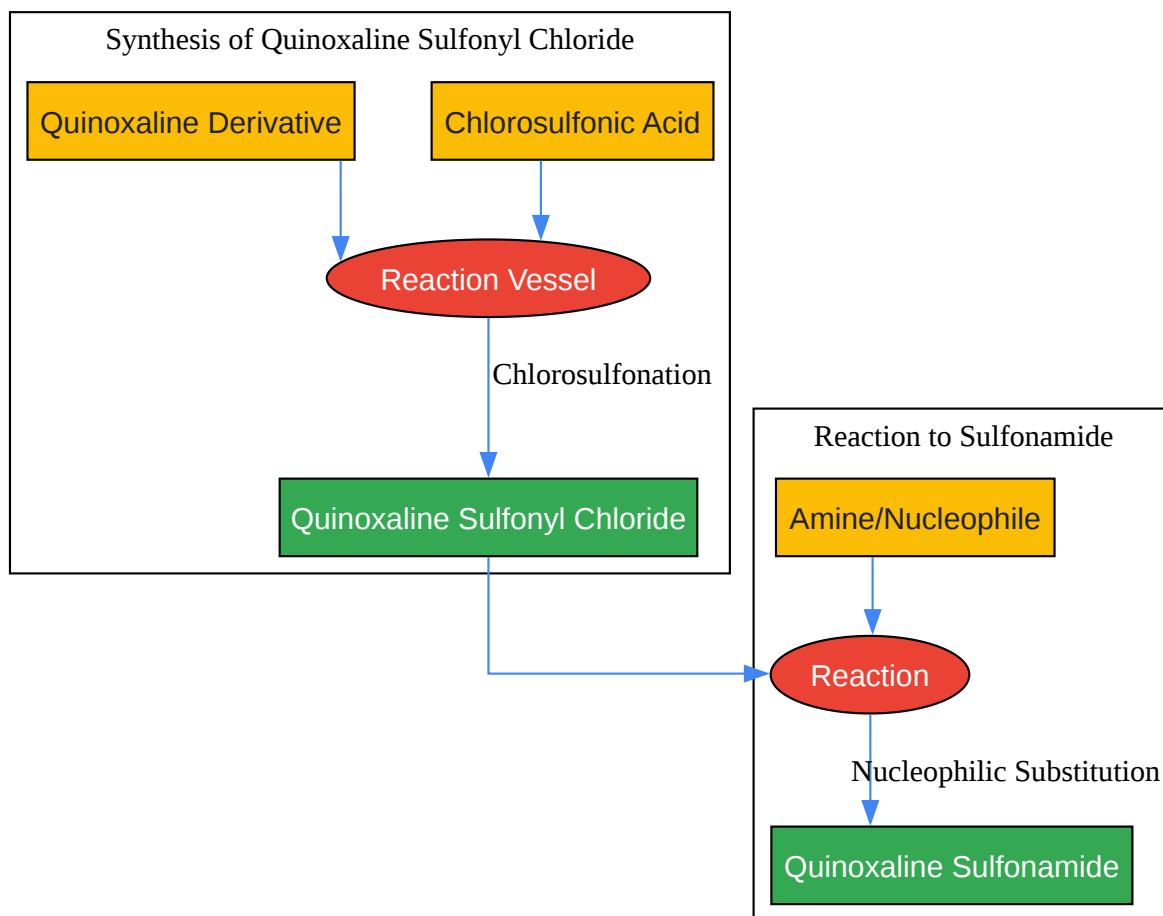 Synthesis of Quinoxaline Sulfonyl Chloride
Quinoxaline Derivative
Chlorosulfonic Acid
Reaction Vessel
Chlorosulfonation
Quinoxaline Sulfonyl Chloride
Reaction to Sulfonamide
Amine/Nucleophile
Reaction
Nucleophilic Substitution
Quinoxaline Sulfonamide